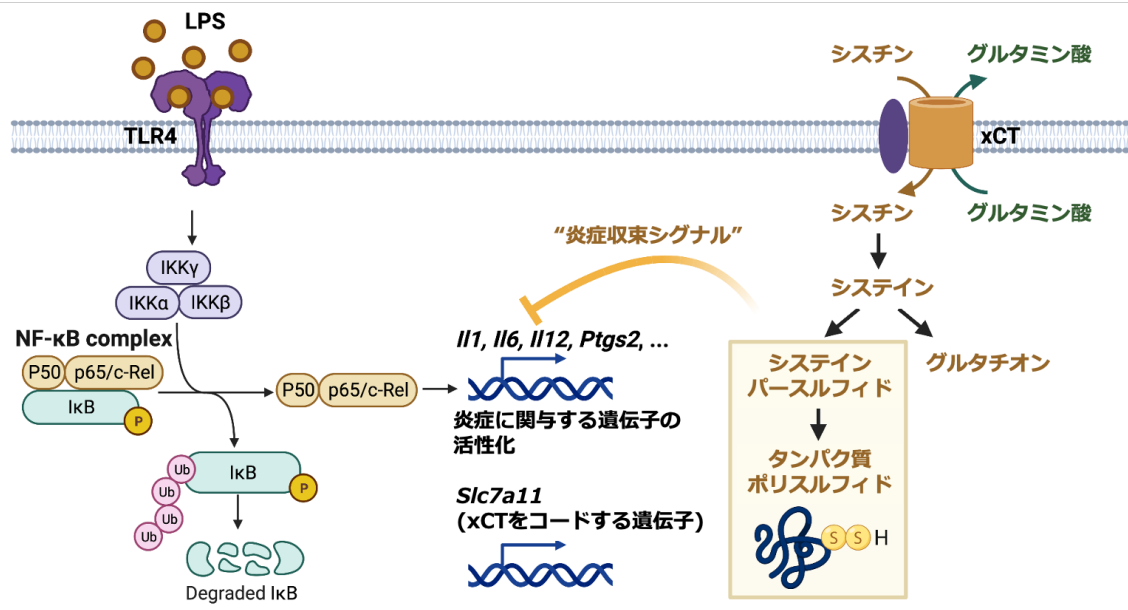 LPS
TLR4
IKKγ
IKKα
IKKβ
NF-κB complex
P50
p65/c-Rel
IκB
P
P50
p65/c-Rel
Ub
Ub
Ub
Ub
IκB
P
Degraded IκB
“炎症収束シグナル”
Il1, Il6, Il12, Ptgs2, ...
炎症に関与する遺伝子の
活性化
Slc7a11
(xCTをコードする遺伝子)
シスチン
グルタミン酸
xCT
シスチン
グルタミン酸
システイン
システイン
パースルフィド
グルタチオン
タンパク質
ポリスルフィド
S
S
H